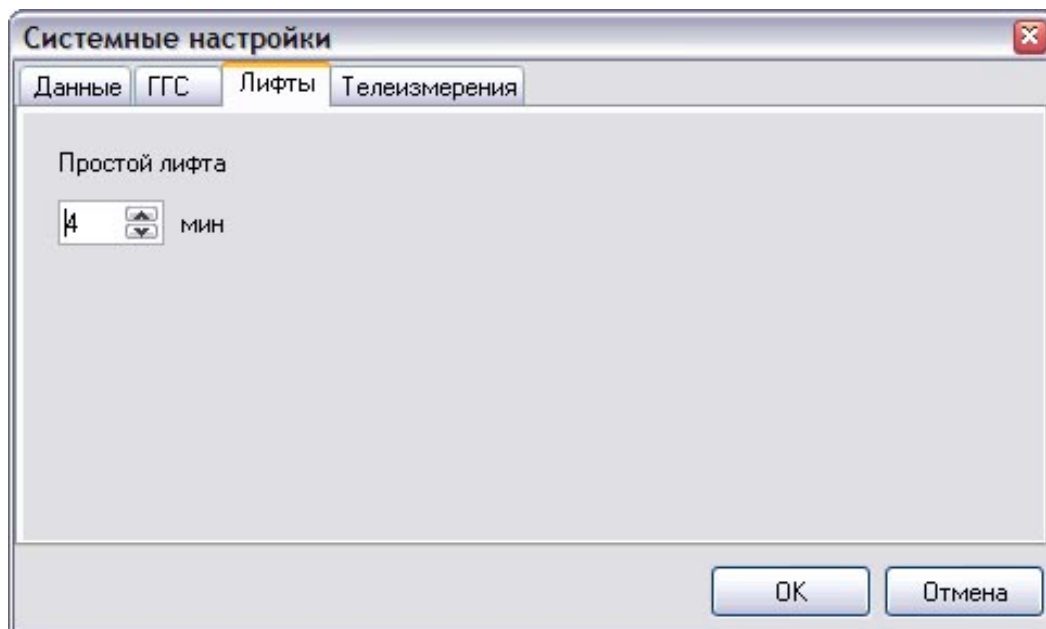 Системные настройки
Данные ГГС Лифты Телеизмерения
Простой лифта
4 мин
OK Отмена